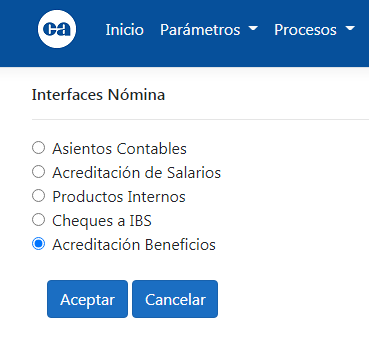 ca Inicio Parámetros Procesos
Interfaces Nómina
Asientos Contables
Acreditación de Salarios
Productos Internos
Cheques a IBS
Acreditación Beneficios
Aceptar Cancelar